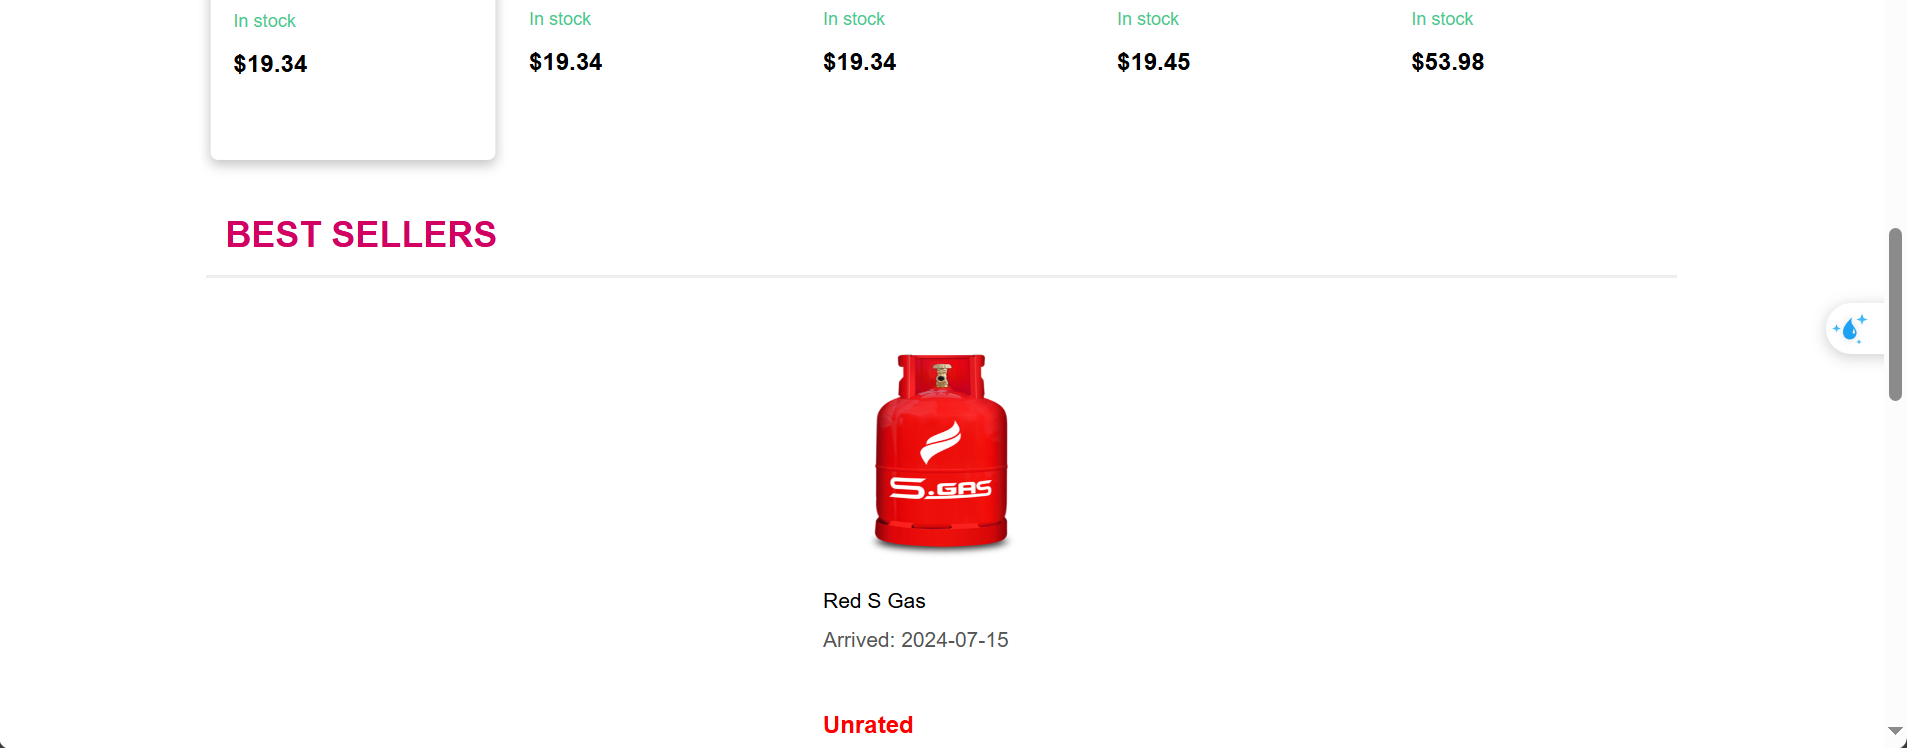 In stock In stock In stock In stock In stock
$19.34 $19.34 $19.34 $19.45 $53.98
BEST SELLERS
S.GAS
Red S Gas
Arrived: 2024-07-15
Unrated